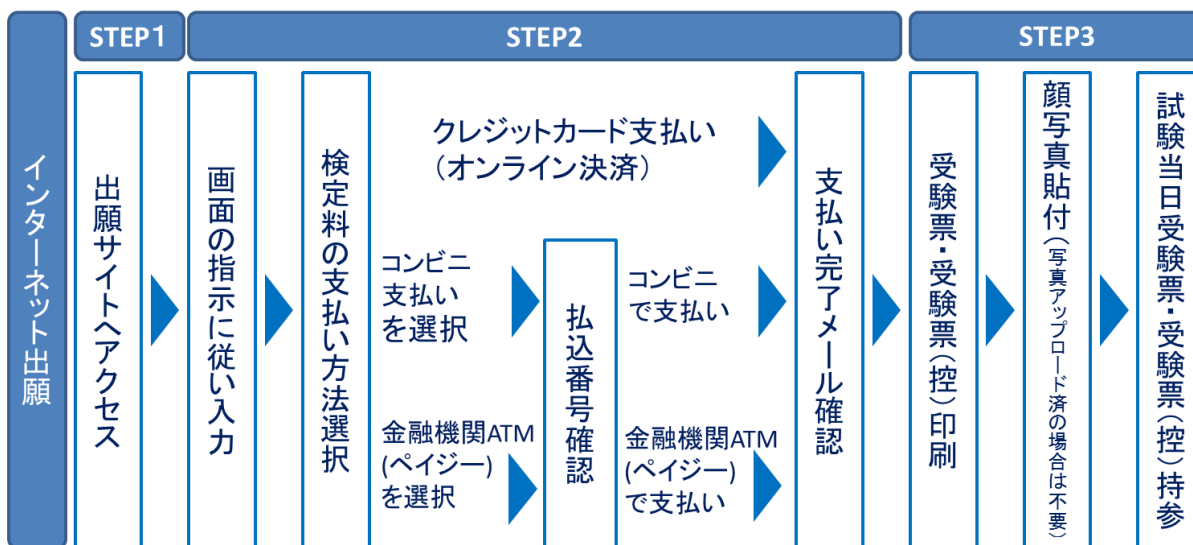 インターネット出願
STEP1
STEP2
STEP3
出願サイトへアクセス
画面の指示に従い入力
検定料の支払い方法選択
クレジットカード支払い
（オンライン決済）
コンビニ
支払い
を選択
金融機関ATM
(ペイジー)
を選択
払込番号確認
コンビニ
で支払い
金融機関ATM
(ペイジー)
で支払い
支払い完了メール確認
受験票・受験票（控）印刷
顔写真貼付（写真アップロード済の場合は不要）
試験当日受験票・受験票（控）持参